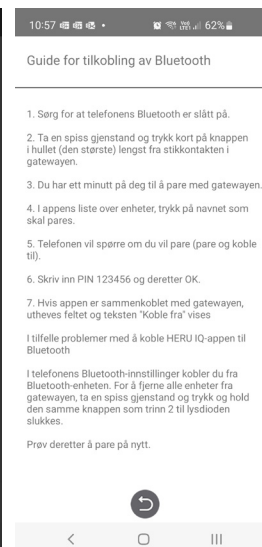 10:57
62%
Guide for tilkobling av Bluetooth
1. Sørg for at telefonens Bluetooth er slått på.
2. Ta en spiss gjenstand og trykk kort på knappen
i hullet (den største) lengst fra stikkontakten i
gatewayen.
3. Du har ett minutt på deg til å pare med gatewayen.
4. I appens liste over enheter, trykk på navnet som
skal pares.
5. Telefonen vil spørre om du vil pare (pare og koble
til).
6. Skriv inn PIN 123456 og deretter OK.
7. Hvis appen er sammenkoblet med gatewayen,
utheves feltet og teksten "Koble fra" vises
I tilfelle problemer med å koble HERU IQ-appen til
Bluetooth
I telefonens Bluetooth-innstillinger kobler du fra
Bluetooth-enheten. For å fjerne alle enheter fra
gatewayen, ta en spiss gjenstand og trykk og hold
den samme knappen som trinn 2 til lysdioden
slukkes.
Prøv deretter å pare på nytt.